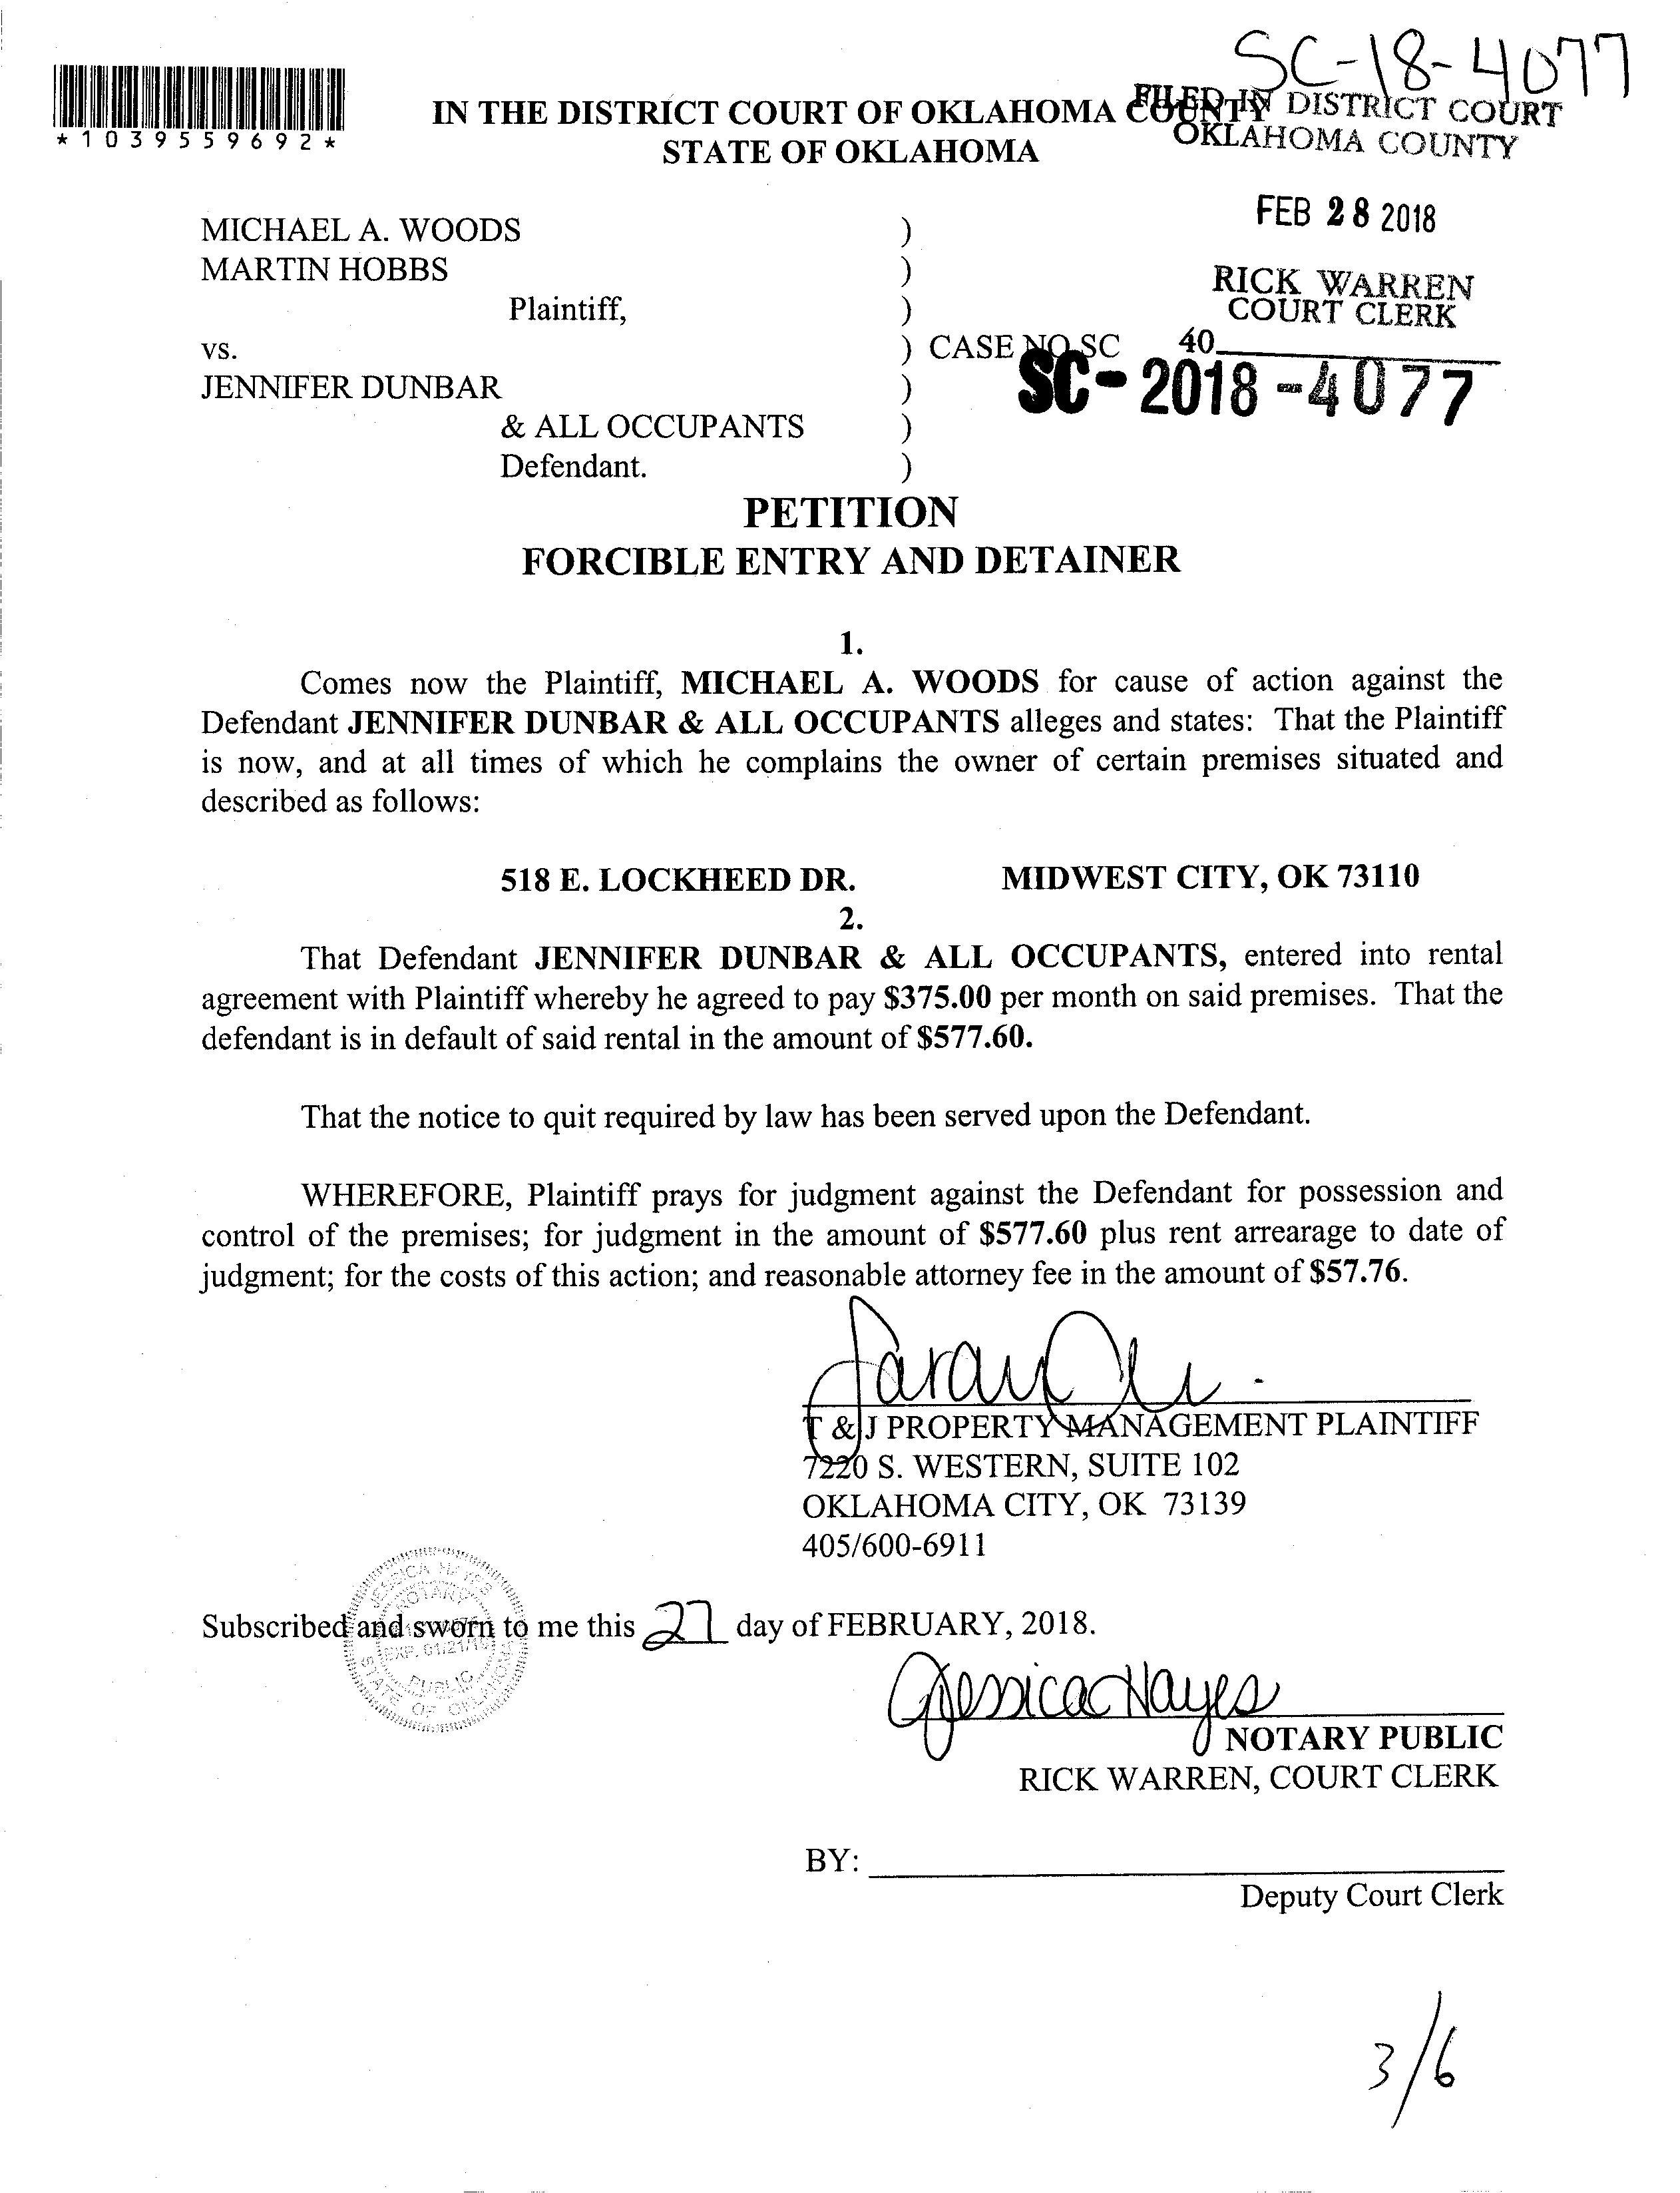 SC-18-4077
*1039559692*
IN THE DISTRICT COURT OF OKLAHOMA COUNTY
STATE OF OKLAHOMA
FILED IN DISTRICT COURT
OKLAHOMA COUNTY
FEB 28 2018
RICK WARREN
COURT CLERK
40
MICHAEL A. WOODS )
MARTIN HOBBS )
Plaintiff, )
vs. ) CASE NO SC
SC-2018-4077
JENNIFER DUNBAR )
& ALL OCCUPANTS )
Defendant. )
PETITION
FORCIBLE ENTRY AND DETAINER
1.
Comes now the Plaintiff, MICHAEL A. WOODS for cause of action against the
Defendant JENNIFER DUNBAR & ALL OCCUPANTS alleges and states: That the Plaintiff
is now, and at all times of which he complains the owner of certain premises situated and
described as follows:
518 E. LOCKHEED DR. MIDWEST CITY, OK 73110
2.
That Defendant JENNIFER DUNBAR & ALL OCCUPANTS, entered into rental
agreement with Plaintiff whereby he agreed to pay $375.00 per month on said premises. That the
defendant is in default of said rental in the amount of $577.60.
That the notice to quit required by law has been served upon the Defendant.
WHEREFORE, Plaintiff prays for judgment against the Defendant for possession and
control of the premises; for judgment in the amount of $577.60 plus rent arrearage to date of
judgment; for the costs of this action; and reasonable attorney fee in the amount of $57.76.
T & J PROPERTY MANAGEMENT PLAINTIFF
7220 S. WESTERN, SUITE 102
OKLAHOMA CITY, OK 73139
405/600-6911
JESSICA HAYES
NOTARY
EXP. 01/21/19
PUBLIC
STATE OF OKLAHOMA
Subscribed and sworn to me this 27 day of FEBRUARY, 2018.
Jessica Hayes
NOTARY PUBLIC
RICK WARREN, COURT CLERK
BY:
Deputy Court Clerk
3/6